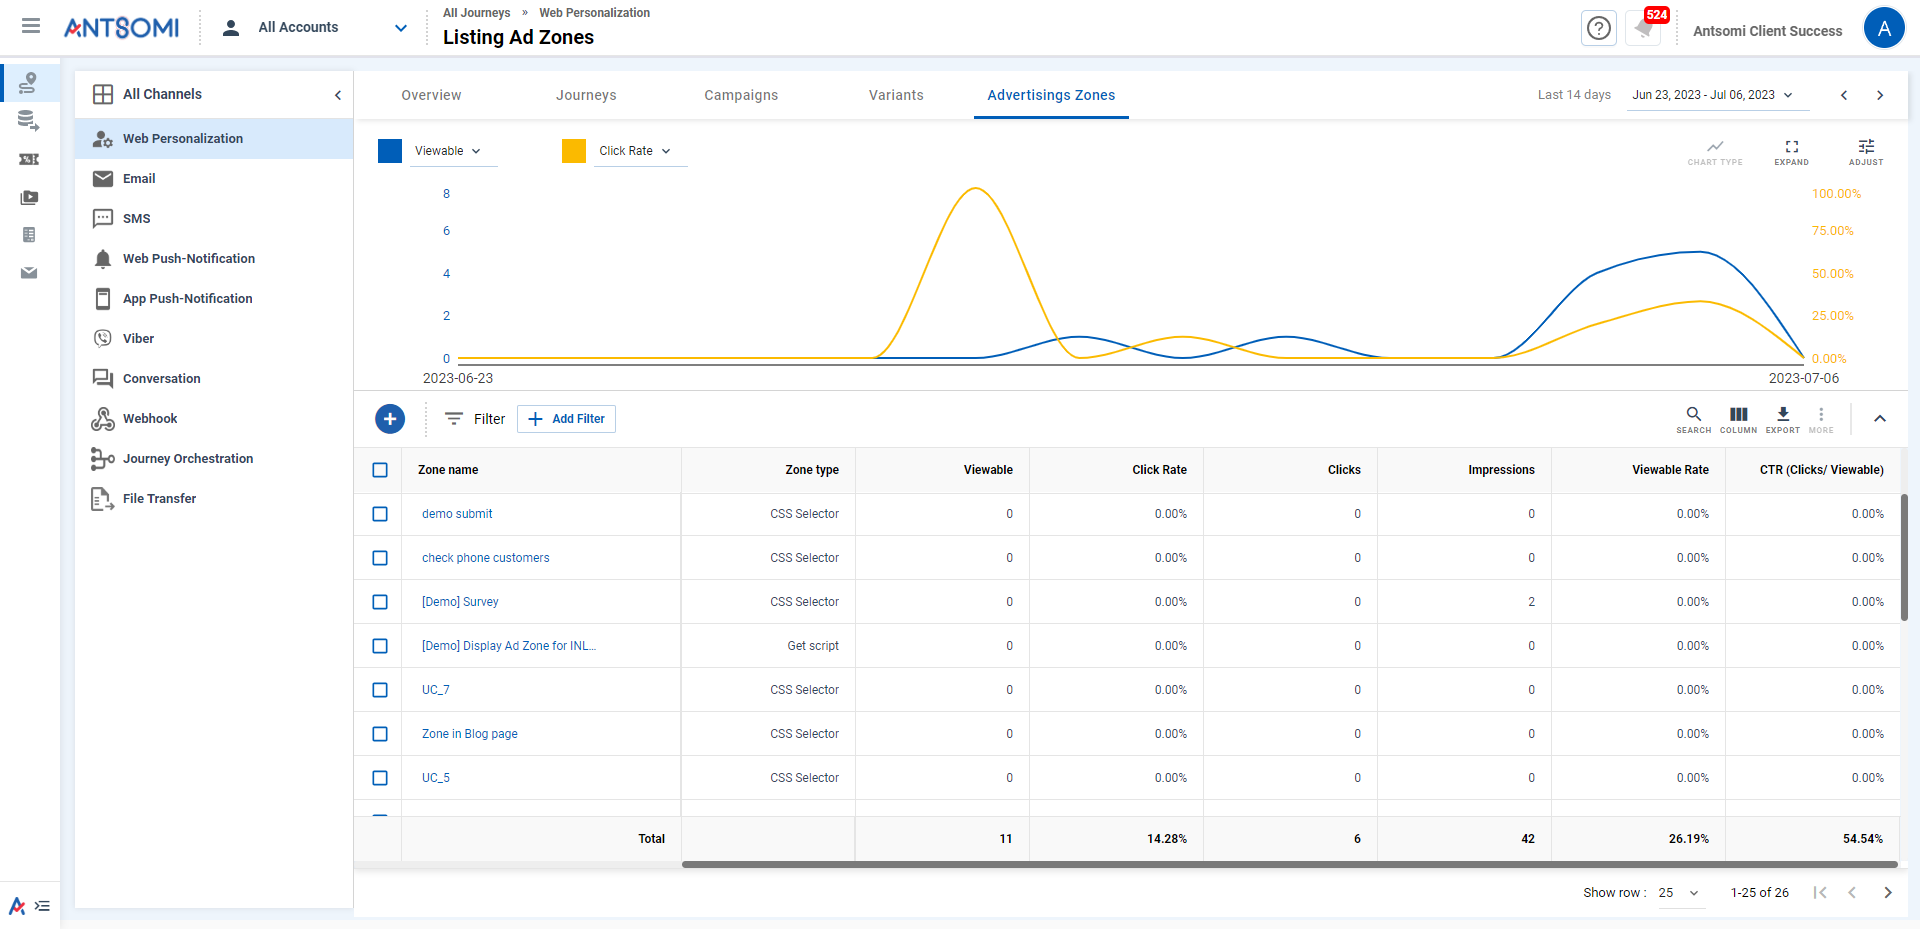 ANTSOMI
All Accounts
All Journeys » Web Personalization
Listing Ad Zones
?
524
Antsomi Client Success
A
All Channels
Web Personalization
Email
SMS
Web Push-Notification
App Push-Notification
Viber
Conversation
Webhook
Journey Orchestration
File Transfer
Overview
Journeys
Campaigns
Variants
Advertisings Zones
Last 14 days
Jun 23, 2023 - Jul 06, 2023
Viewable
Click Rate
CHART TYPE
EXPAND
ADJUST
8
6
4
2
0
100.00%
75.00%
50.00%
25.00%
0.00%
2023-06-23
2023-07-06
Filter
Add Filter
SEARCH
COLUMN
EXPORT
MORE
Zone name Zone type Viewable Click Rate Clicks Impressions Viewable Rate CTR (Clicks/ Viewable)
demo submit CSS Selector 0 0.00% 0 0 0.00% 0.00%
check phone customers CSS Selector 0 0.00% 0 0 0.00% 0.00%
[Demo] Survey CSS Selector 0 0.00% 0 2 0.00% 0.00%
[Demo] Display Ad Zone for INL... Get script 0 0.00% 0 0 0.00% 0.00%
UC_7 CSS Selector 0 0.00% 0 0 0.00% 0.00%
Zone in Blog page CSS Selector 0 0.00% 0 0 0.00% 0.00%
UC_5 CSS Selector 0 0.00% 0 0 0.00% 0.00%
Total 11 14.28% 6 42 26.19% 54.54%
Show row : 25 1-25 of 26